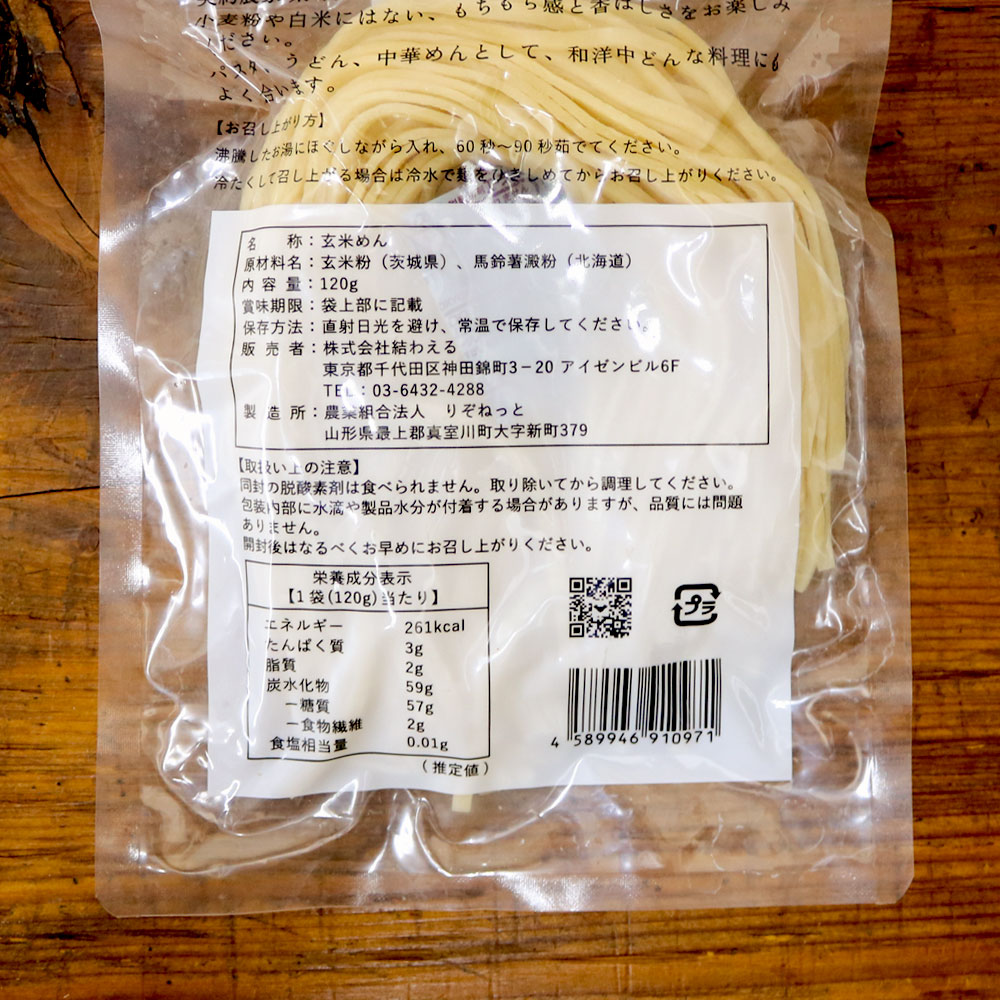 小麦粉や白米にはない、もちもち感と香ばしさをお楽しみ
ください。
パスタ、うどん、中華めんとして、和洋中どんな料理にも
よく合います。
【お召し上がり方】
沸騰したお湯にほぐしながら入れ、60秒〜90秒茹でてください。
冷たくして召し上がる場合は冷水で麺をひきしめてからお召し上がりください。
名　　称：玄米めん
原材料名：玄米粉（茨城県）、馬鈴薯澱粉（北海道）
内 容 量：120g
賞味期限：袋上部に記載
保存方法：直射日光を避け、常温で保存してください。
販 売 者：株式会社結わえる
東京都千代田区神田錦町3−20 アイゼンビル6F
TEL：03-6432-4288
製 造 所：農業組合法人　りぞねっと
山形県最上郡真室川町大字新町379
【取扱い上の注意】
同封の脱酸素剤は食べられません。取り除いてから調理してください。
包装内部に水滴や製品水分が付着する場合がありますが、品質には問題
ありません。
開封後はなるべくお早めにお召し上がりください。
栄養成分表示
【1袋(120g)当たり】
エネルギー 261kcal
たんぱく質 3g
脂質 2g
炭水化物 59g
ー糖質 57g
ー食物繊維 2g
食塩相当量 0.01g
（推定値）
プラ
4 589946 910971